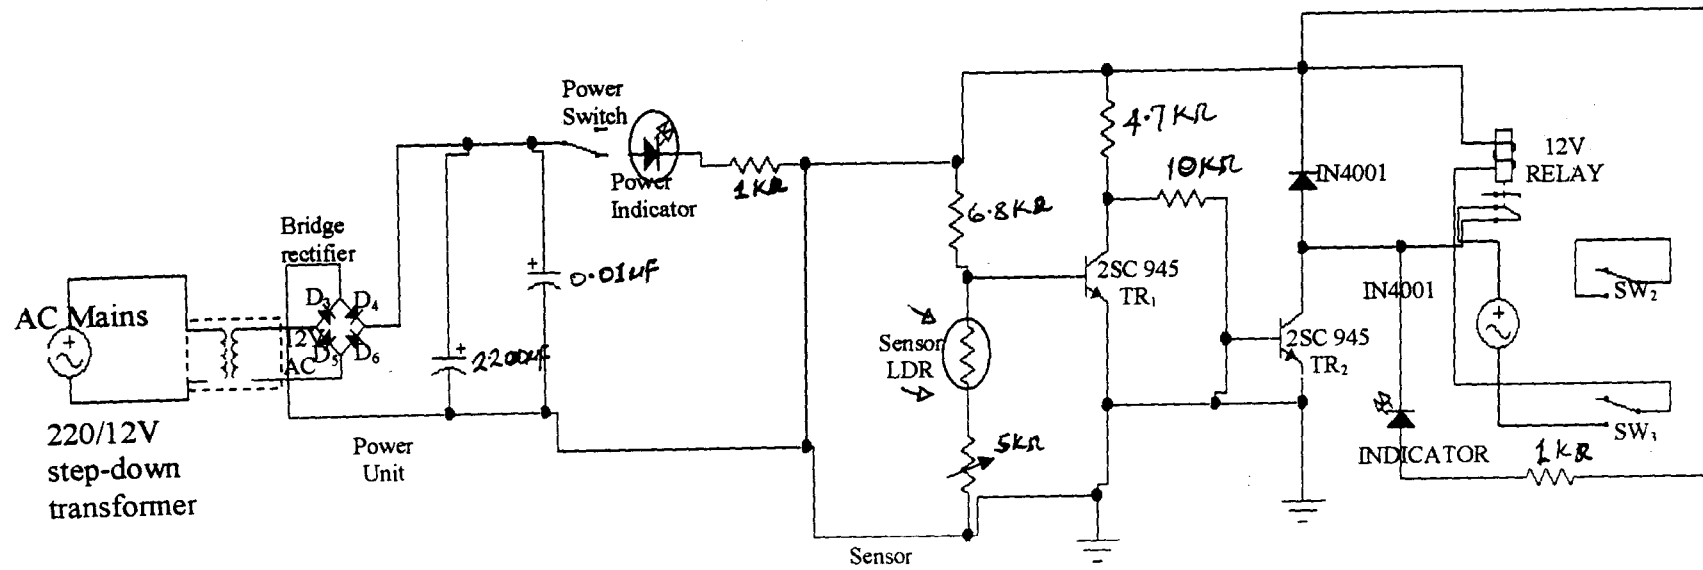 Power
Switch
Power
Indicator
1KΩ
Bridge
rectifier
D3
D4
D5
D6
12V
AC
AC Mains
220/12V
step-down
transformer
0.01uf
2200uf
Power
Unit
6.8KΩ
4.7KΩ
10KΩ
2SC 945
TR1
Sensor
LDR
5KΩ
Sensor
IN4001
2SC 945
TR2
12V
RELAY
IN4001
SW2
SW3
INDICATOR
1KΩ